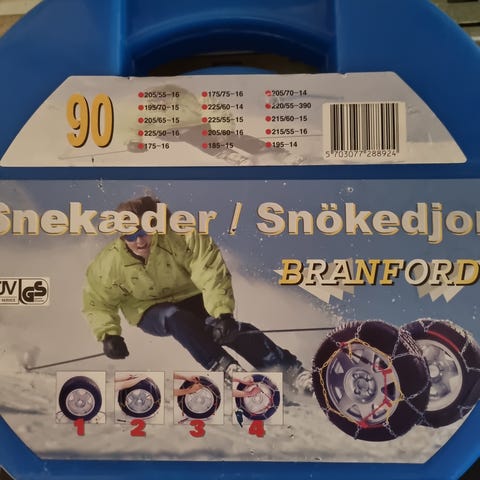 90
205/55-16 175/75-16 205/70-14
195/70-15 225/60-14 220/55-390
205/65-15 225/55-15 215/60-15
225/50-16 205/60-16 215/55-16
175-16 185-15 195-14
5 703077 288924
Snekæder / Snökedjor
BRANFORD
ÜV GS
SERVICE
1 2 3 4